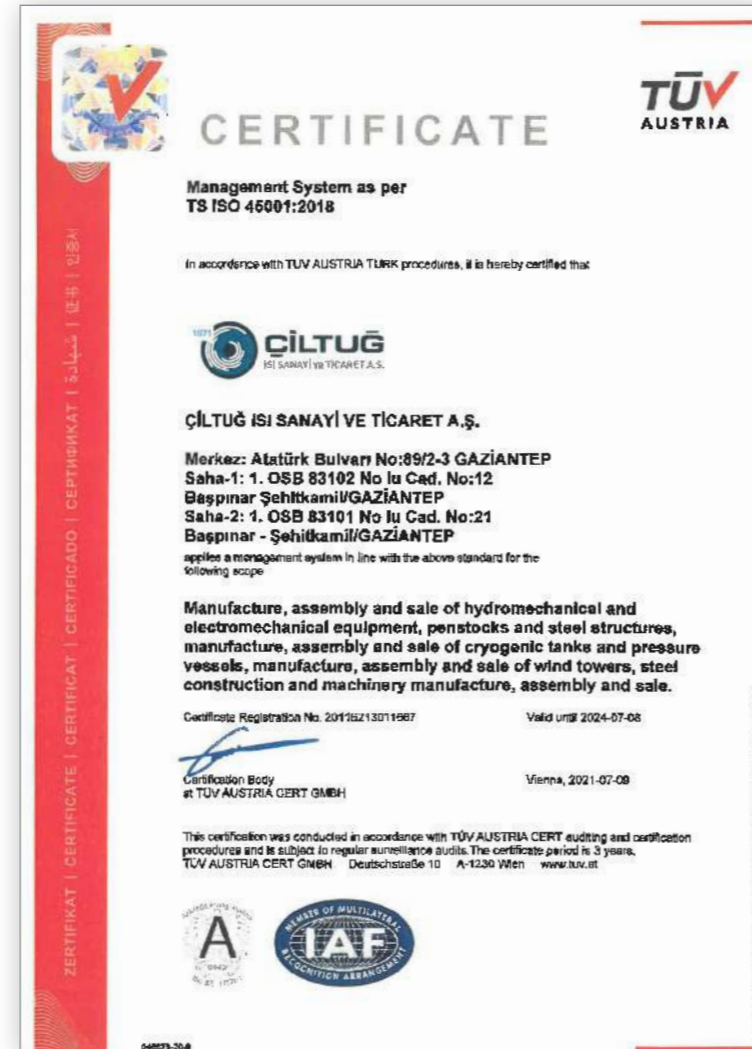 CERTIFICATE
TÜV
AUSTRIA
Management System as per
TS ISO 45001:2018
In accordance with TÜV AUSTRIA TURK procedures, it is hereby certified that
1971
ÇİLTUĞ
ISI SANAYİ VE TİCARET A.S.
ÇİLTUĞ ISI SANAYİ VE TİCARET A.Ş.
Merkez: Atatürk Bulvarı No:89/2-3 GAZİANTEP
Saha-1: 1. OSB 83102 No lu Cad. No:12
Başpınar Şehitkamil/GAZİANTEP
Saha-2: 1. OSB 83101 No lu Cad. No:21
Başpınar - Şehitkamil/GAZİANTEP
applies a management system in line with the above standard for the
following scope
Manufacture, assembly and sale of hydromechanical and
electromechanical equipment, penstocks and steel structures,
manufacture, assembly and sale of cryogenic tanks and pressure
vessels, manufacture, assembly and sale of wind towers, steel
construction and machinery manufacture, assembly and sale.
Certificate Registration No.
Valid until 2024-07-08
Certification Body
at TÜV AUSTRIA CERT GMBH
Vienna, 2021-07-09
This certification was conducted in accordance with TÜV AUSTRIA CERT auditing and certification
procedures and is subject to regular surveillance audits. The certificate period is 3 years.
TÜV AUSTRIA CERT GMBH Deutschstraße 10 A-1230 Wien www.tuv.at
A
MEMBER OF MULTILATERAL
IAF
RECOGNITION ARRANGEMENT
ZERTIFIKAT | CERTIFICATE | CERTIFICAT | CERTIFICADO | СЕРТИФИКАТ | شهادة | 证书 | 인증서